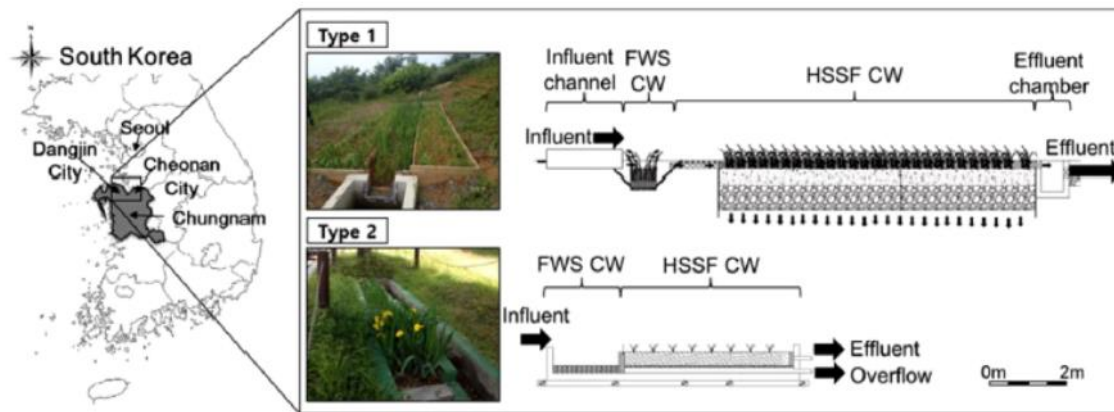 N
South Korea
Seoul
Dangjin
City
Cheonan
City
Chungnam
Type 1
Influent
channel
FWS
CW
HSSF CW
Effluent
chamber
Influent
Effluent
Type 2
FWS CW
HSSF CW
Influent
Effluent
Overflow
0m
2m